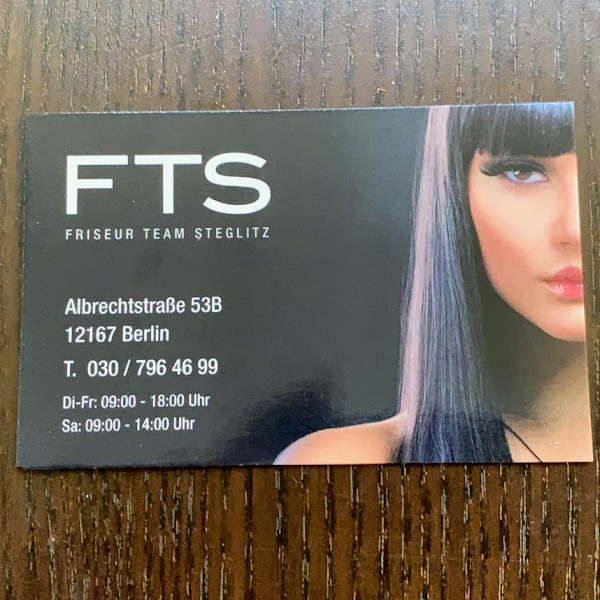 FTS
FRISEUR TEAM STEGLITZ
Albrechtstraße 53B
12167 Berlin
T. 030 / 796 46 99
Di-Fr: 09:00 - 18:00 Uhr
Sa: 09:00 - 14:00 Uhr